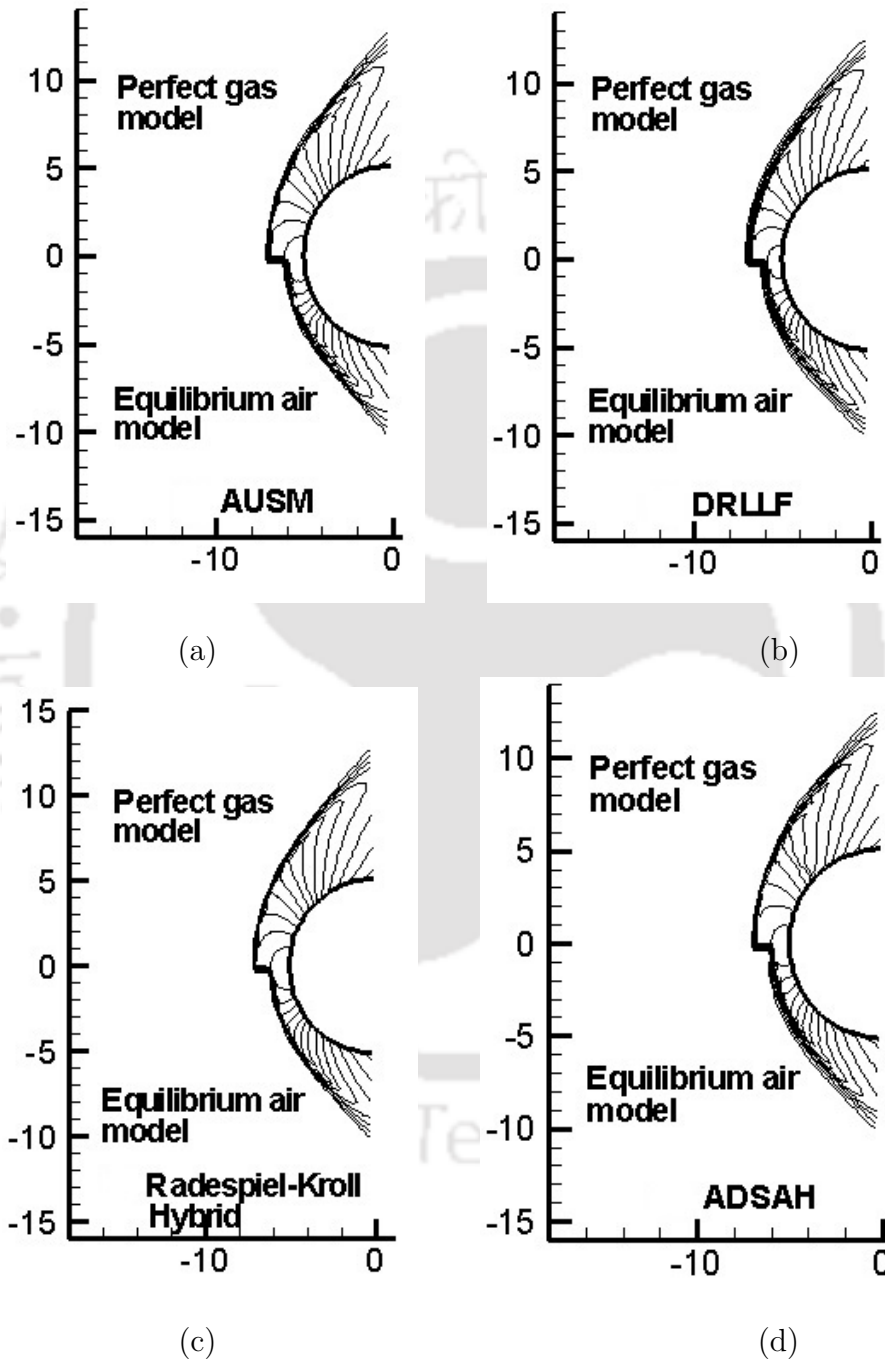 10
5
0
-5
-10
-15
Perfect gas
model
Equilibrium air
model
AUSM
-10
0
(a)
10
5
0
-5
-10
-15
Perfect gas
model
Equilibrium air
model
DRLLF
-10
0
(b)
15
10
5
0
-5
-10
-15
Perfect gas
model
Equilibrium air
model
Radespiel-Kroll
Hybrid
-10
0
(c)
10
5
0
-5
-10
-15
Perfect gas
model
Equilibrium air
model
ADSAH
-10
0
(d)